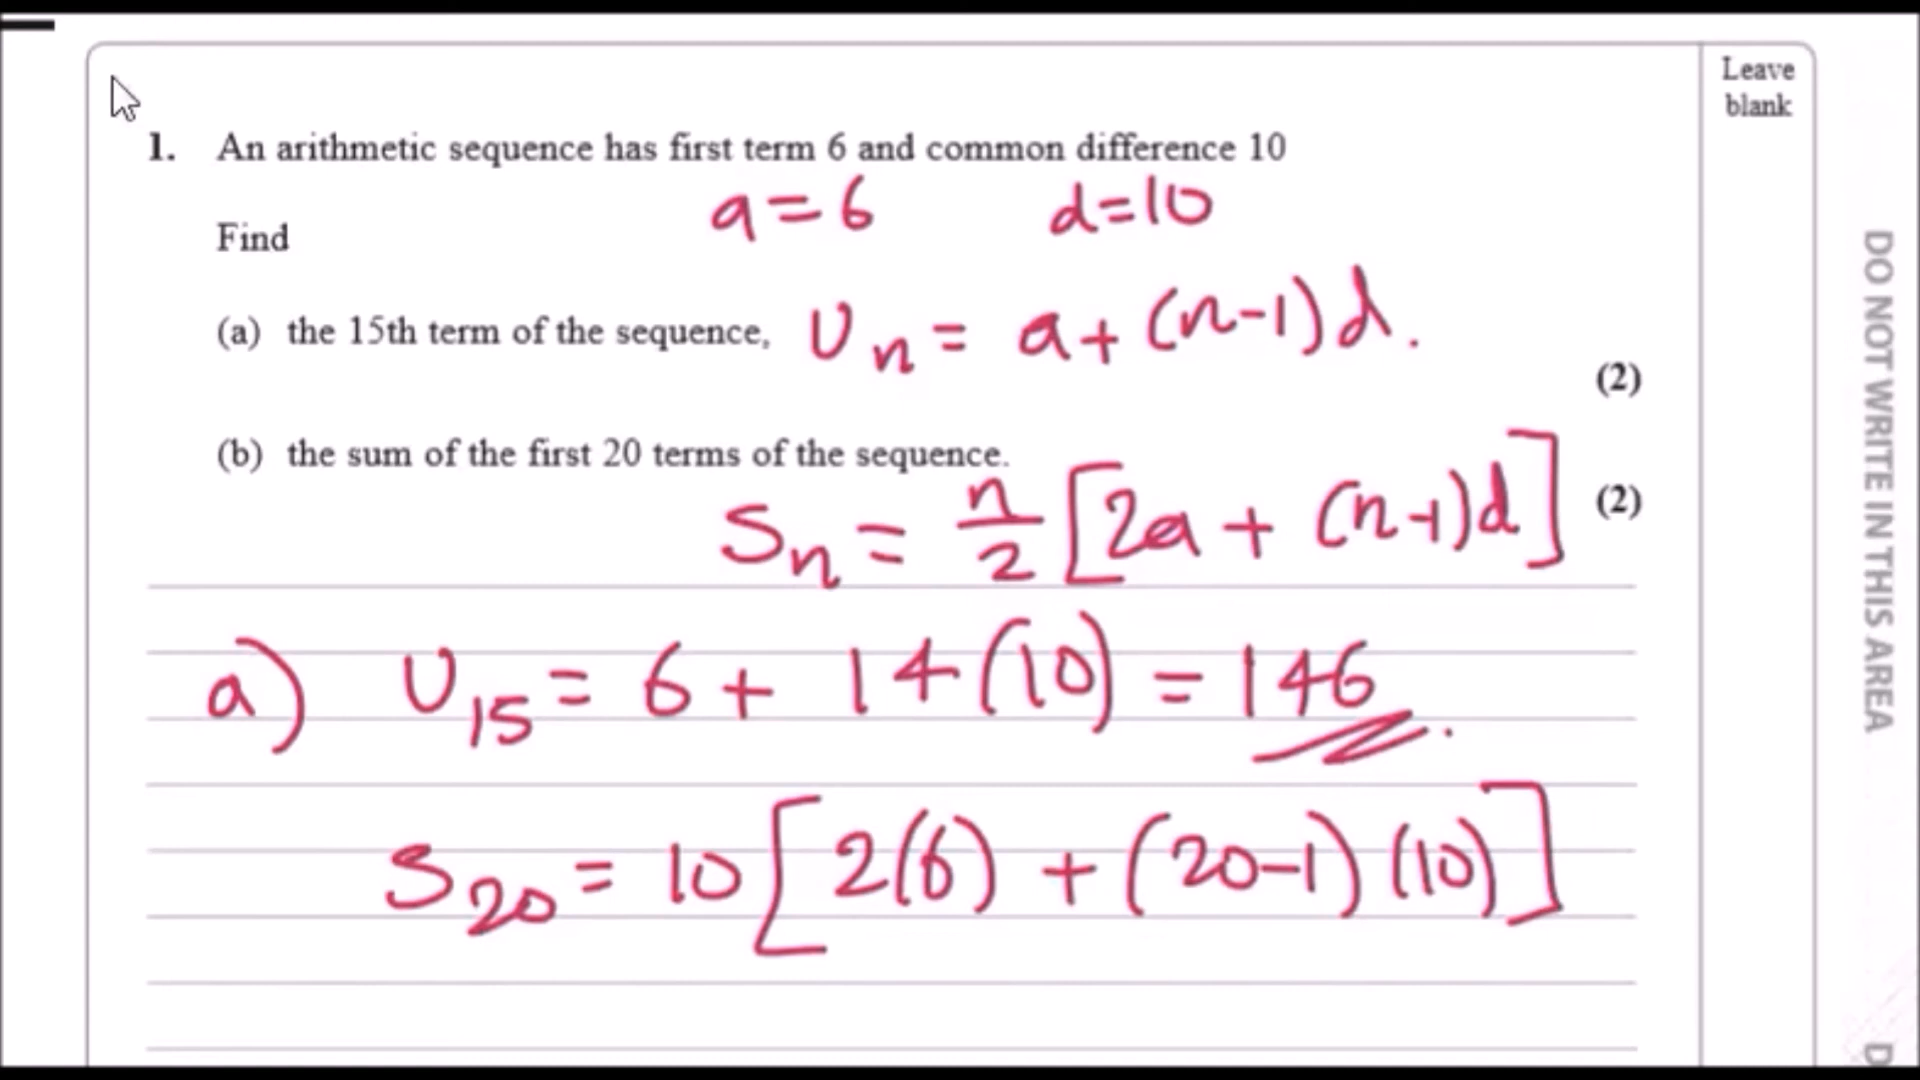 Leave
blank
1. An arithmetic sequence has first term 6 and common difference 10
a = 6 d = 10
Find
(a) the 15th term of the sequence, Un = a + (n-1)d.
(2)
(b) the sum of the first 20 terms of the sequence.
(2)
Sn = n/2 [2a + (n-1)d]
a) U15 = 6 + 14(10) = 146
S20 = 10[2(6) + (20-1)(10)]
DO NOT WRITE IN THIS AREA
D